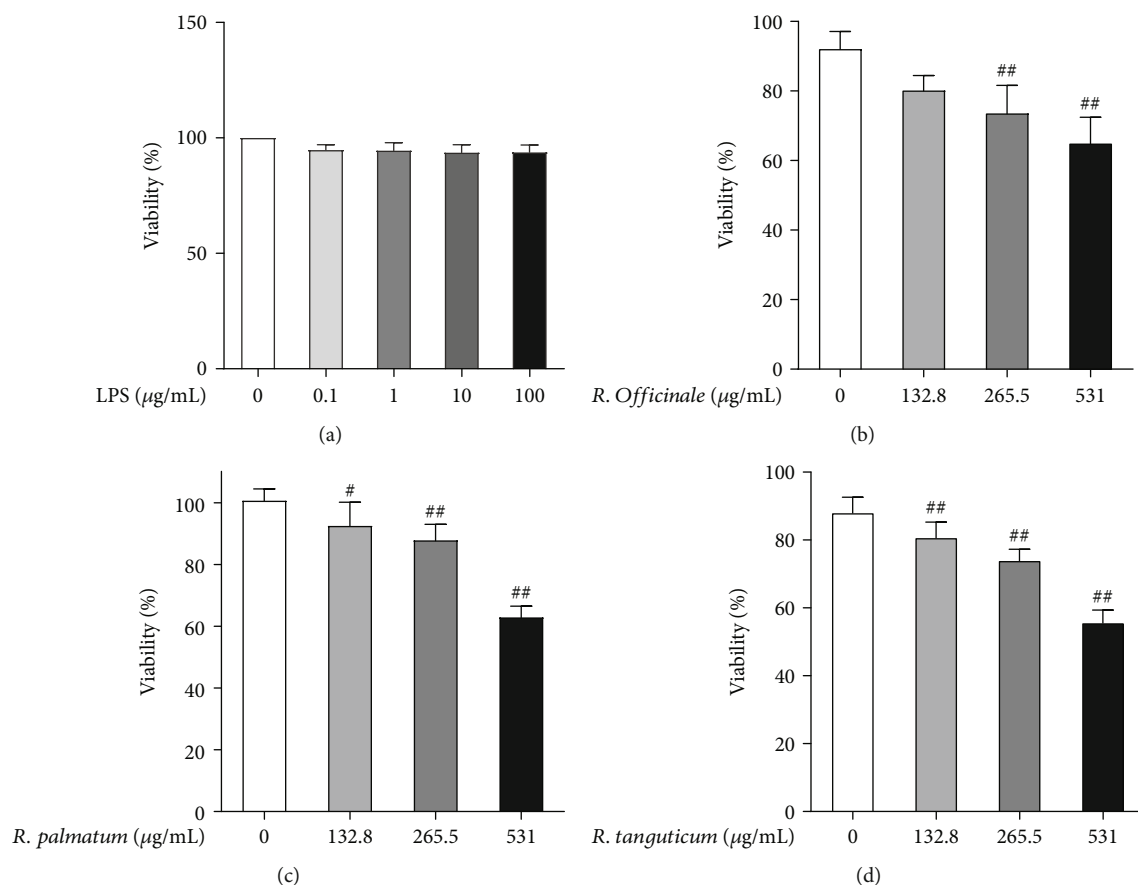 150
100
50
0
Viability (%)
LPS (μg/mL) 0 0.1 1 10 100
(a)
100
80
60
40
20
0
Viability (%)
## ##
R. Officinale (μg/mL) 0 132.8 265.5 531
(b)
100
80
60
40
20
0
Viability (%)
# ## ##
R. palmatum (μg/mL) 0 132.8 265.5 531
(c)
100
80
60
40
20
0
Viability (%)
## ## ##
R. tanguticum (μg/mL) 0 132.8 265.5 531
(d)